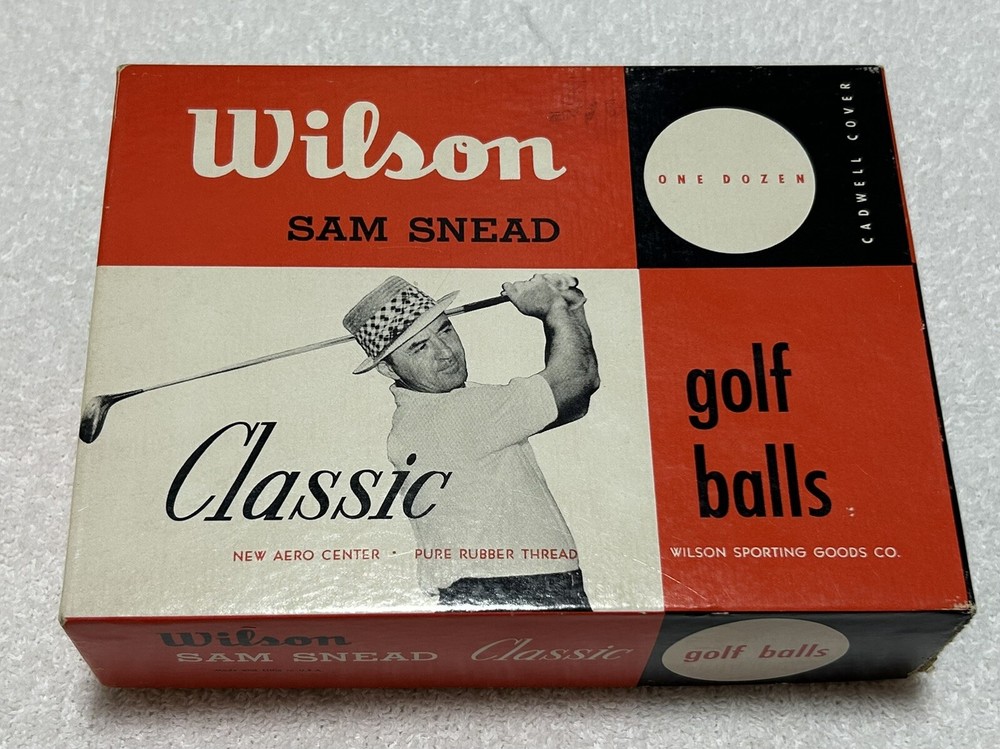 Wilson
SAM SNEAD
ONE DOZEN
CADWELL COVER
Classic
NEW AERO CENTER • PURE RUBBER THREAD
golf
balls
WILSON SPORTING GOODS CO.
Wilson
SAM SNEAD Classic
golf balls